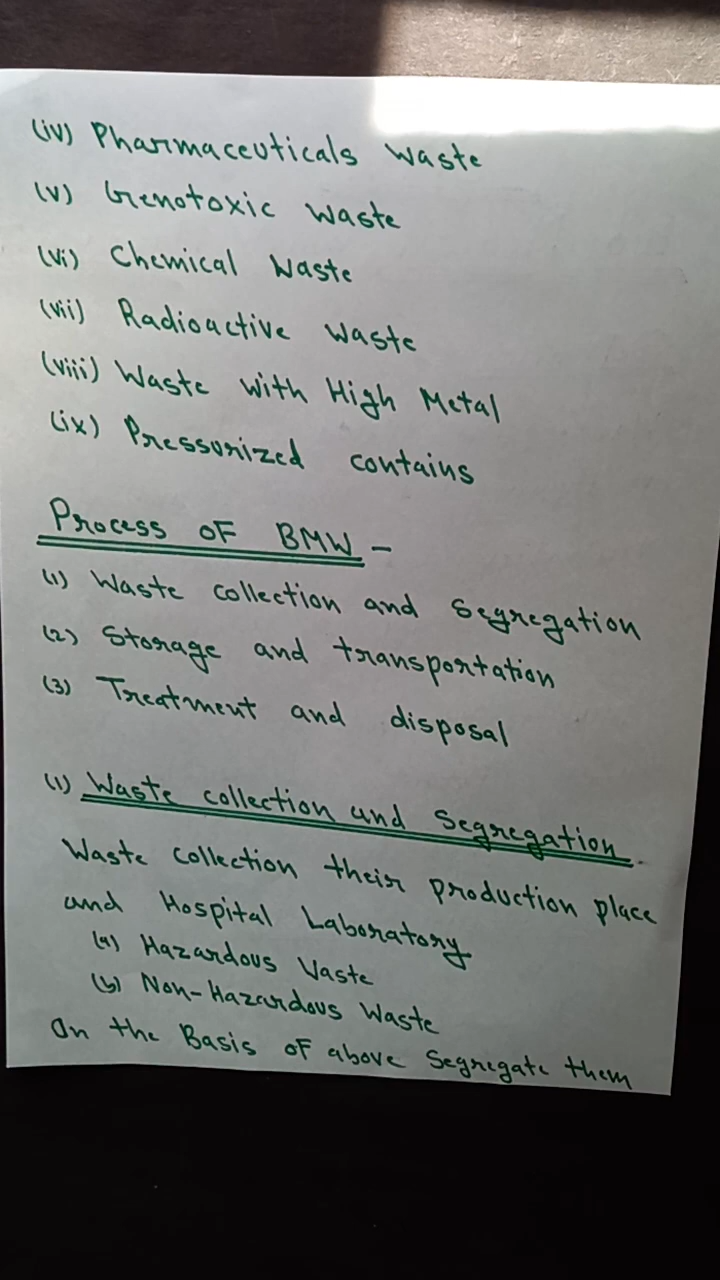 (iv) Pharmaceuticals Waste
(v) Genotoxic Waste
(vi) Chemical Waste
(vii) Radioactive Waste
(viii) Waste with High Metal
(ix) Pressurized contains
Process OF BMW -
(1) Waste collection and Segregation
(2) Storage and transportation
(3) Treatment and disposal
(1) Waste collection and Segregation
Waste collection their production place
and Hospital Laboratory
(a) Hazardous Waste
(b) Non-Hazardous Waste
On the Basis OF above Segregate them